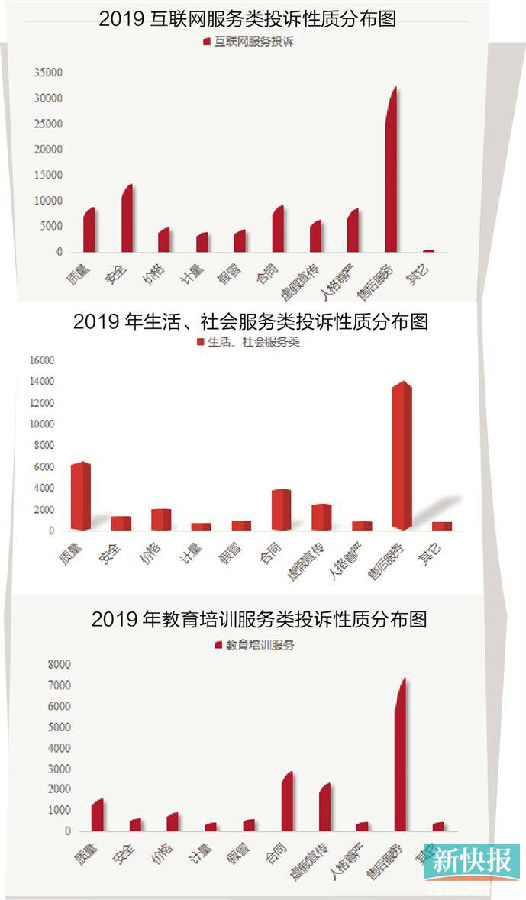 2019 互联网服务类投诉性质分布图
互联网服务投诉
35000
30000
25000
20000
15000
10000
5000
0
质量 安全 价格 计量 假冒 合同 虚假宣传 人格尊严 售后服务 其它
2019 年生活、社会服务类投诉性质分布图
生活、社会服务类
16000
14000
12000
10000
8000
6000
4000
2000
0
质量 安全 价格 计量 假冒 合同 虚假宣传 人格尊严 售后服务 其它
2019 年教育培训服务类投诉性质分布图
教育培训服务
8000
7000
6000
5000
4000
3000
2000
1000
0
质量 安全 价格 计量 假冒 合同 虚假宣传 人格尊严 售后服务 其它
新快报